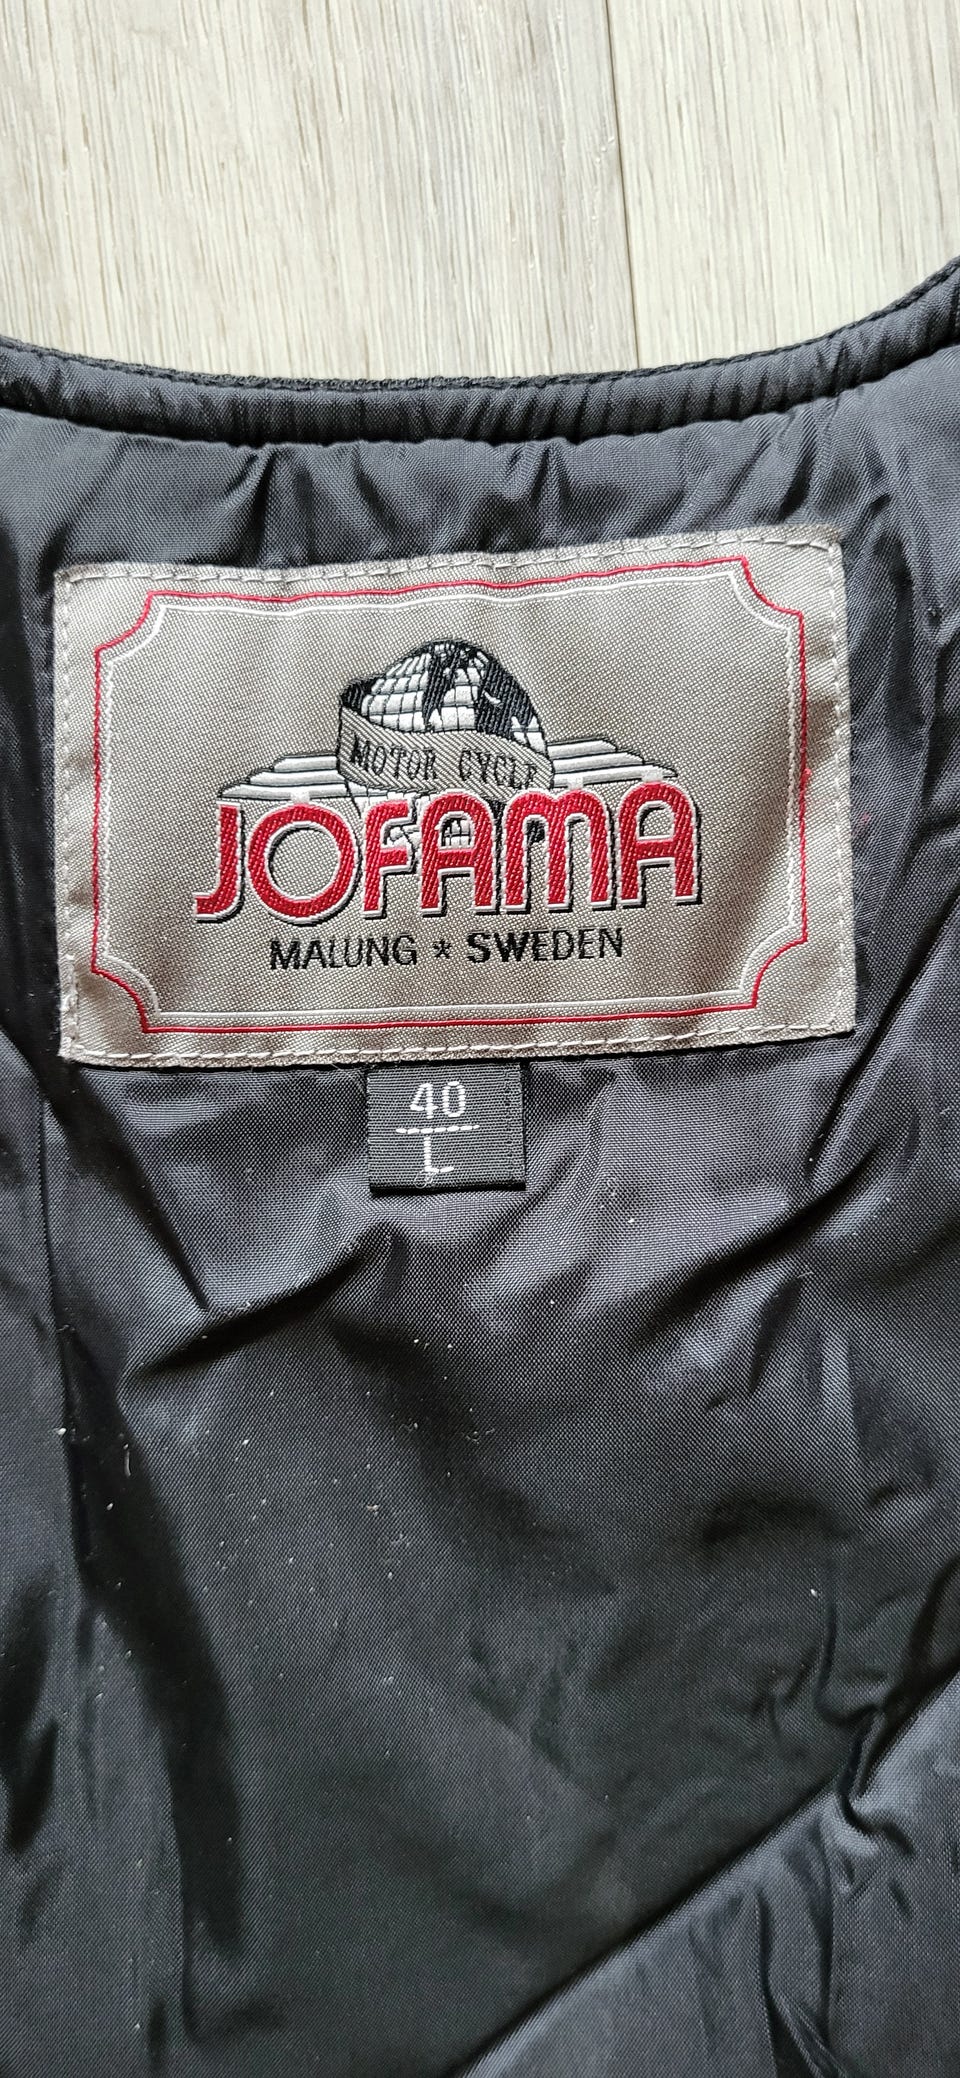 MOTOR CYCLE
JOFAMA
MALUNG * SWEDEN
40
L